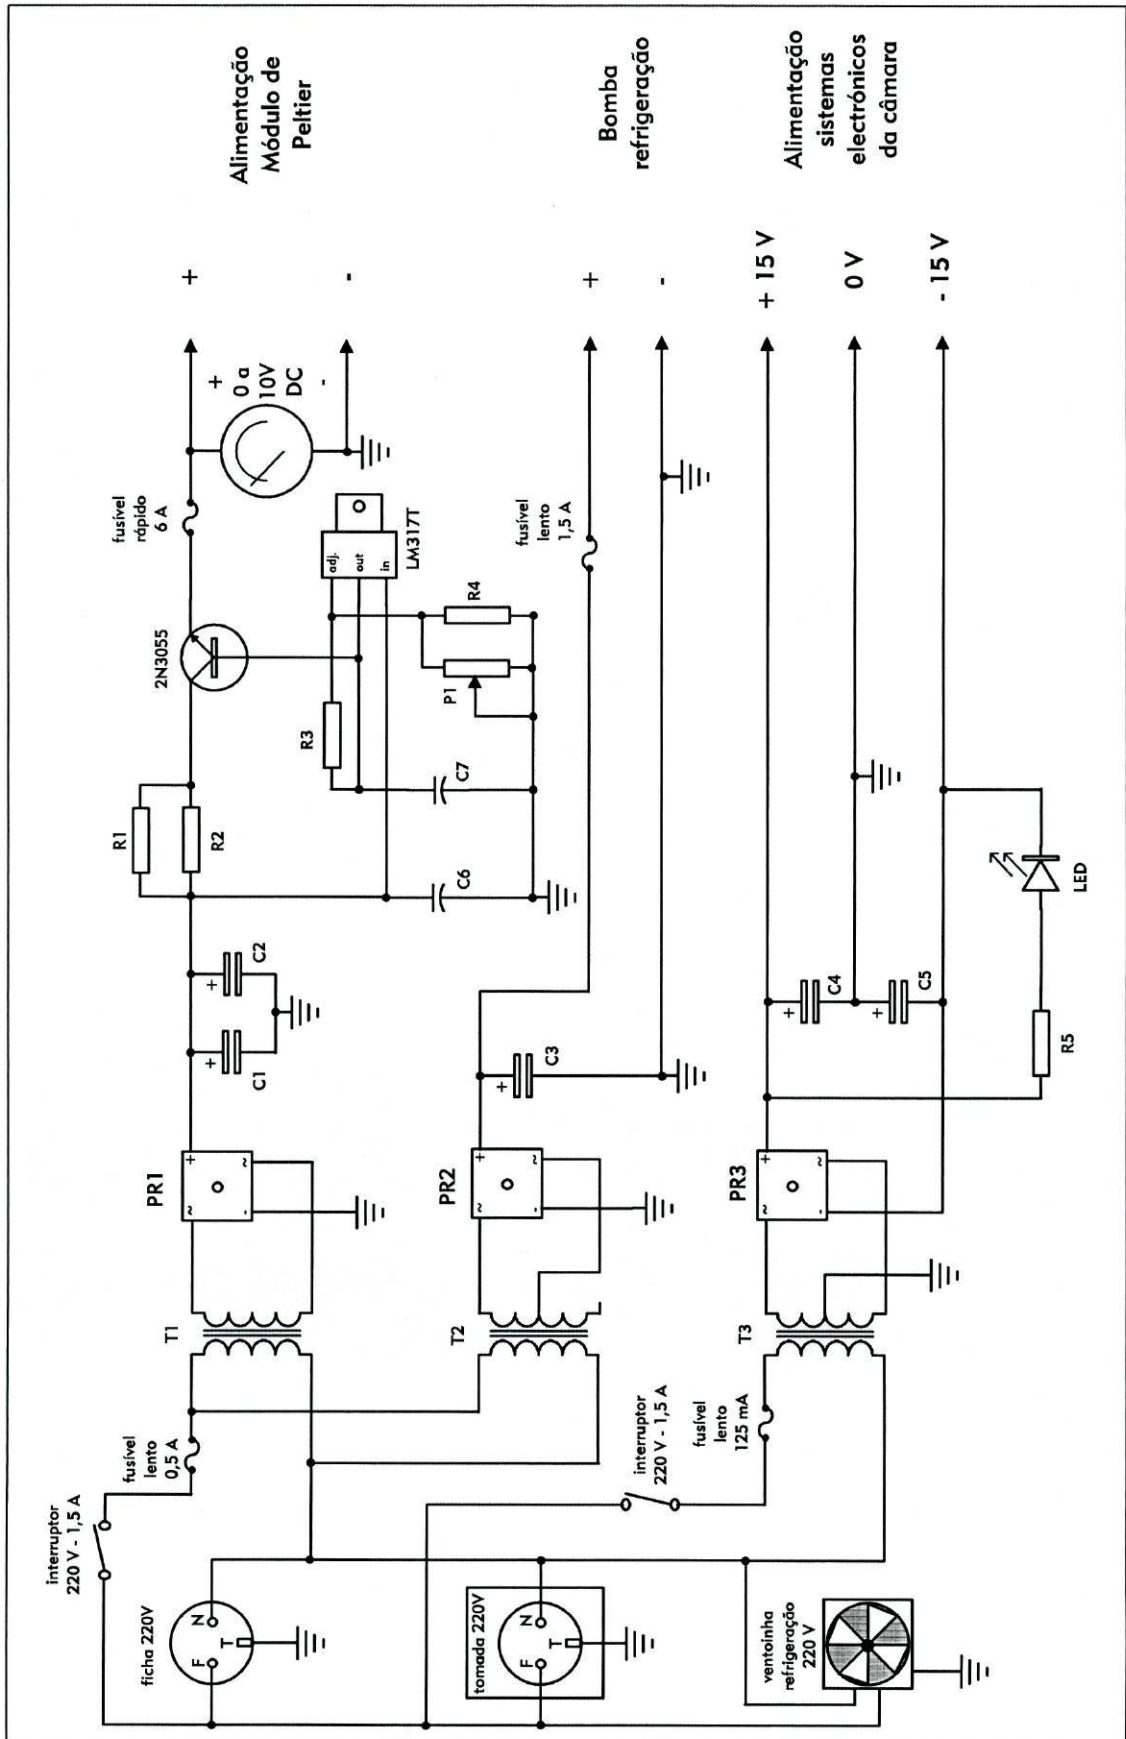 interruptor
220 V - 1,5 A
fusível
lento
0,5 A
ficha 220V
F
N
T
T1
PR1
~
+
-
~
+
C1
+
C2
R1
R2
2N3055
fusível
rápido
6 A
+
0 a
10V
DC
-
+
-
Alimentação
Módulo de
Peltier
R3
adj.
out
in
LM317T
C6
C7
P1
R4
tomada 220V
F
N
T
T2
PR2
~
+
-
~
+
C3
fusível
lento
1,5 A
+
-
Bomba
refrigeração
interruptor
220 V - 1,5 A
fusível
lento
125 mA
ventoinha
refrigeração
220 V
T3
PR3
~
+
-
~
+
C4
+
C5
R5
LED
+ 15 V
0 V
- 15 V
Alimentação
sistemas
electrónicos
da câmara